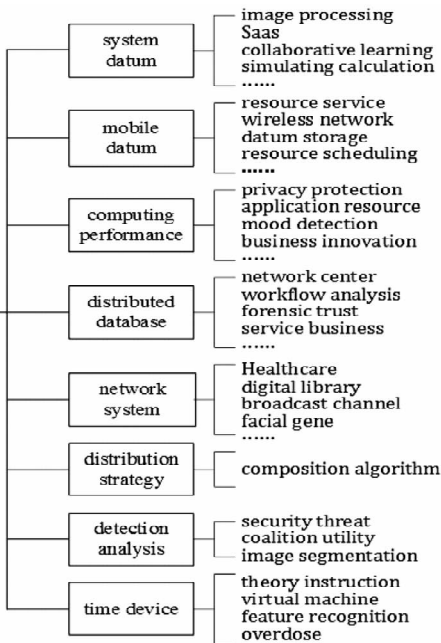 system
datum
image processing
Saas
collaborative learning
simulating calculation
......
mobile
datum
resource service
wireless network
datum storage
resource scheduling
......
computing
performance
privacy protection
application resource
mood detection
business innovation
......
distributed
database
network center
workflow analysis
forensic trust
service business
......
network
system
Healthcare
digital library
broadcast channel
facial gene
......
distribution
strategy
composition algorithm
detection
analysis
security threat
coalition utility
image segmentation
time device
theory instruction
virtual machine
feature recognition
overdose